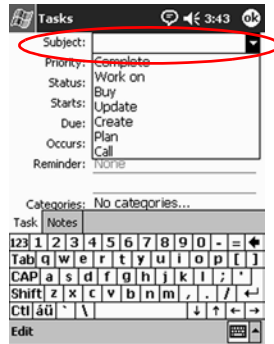 Tasks 3:43 ok
Subject:
Priority: Complete
Status: Work on
Buy
Starts: Update
Due: Create
Occurs: Plan
Call
Reminder: None
Categories: No categories...
Task Notes
123 1 2 3 4 5 6 7 8 9 0 - =
Tab q w e r t y u i o p [ ]
CAP a s d f g h j k l ; '
Shift z x c v b n m , . /
Ctl áü ` \
Edit